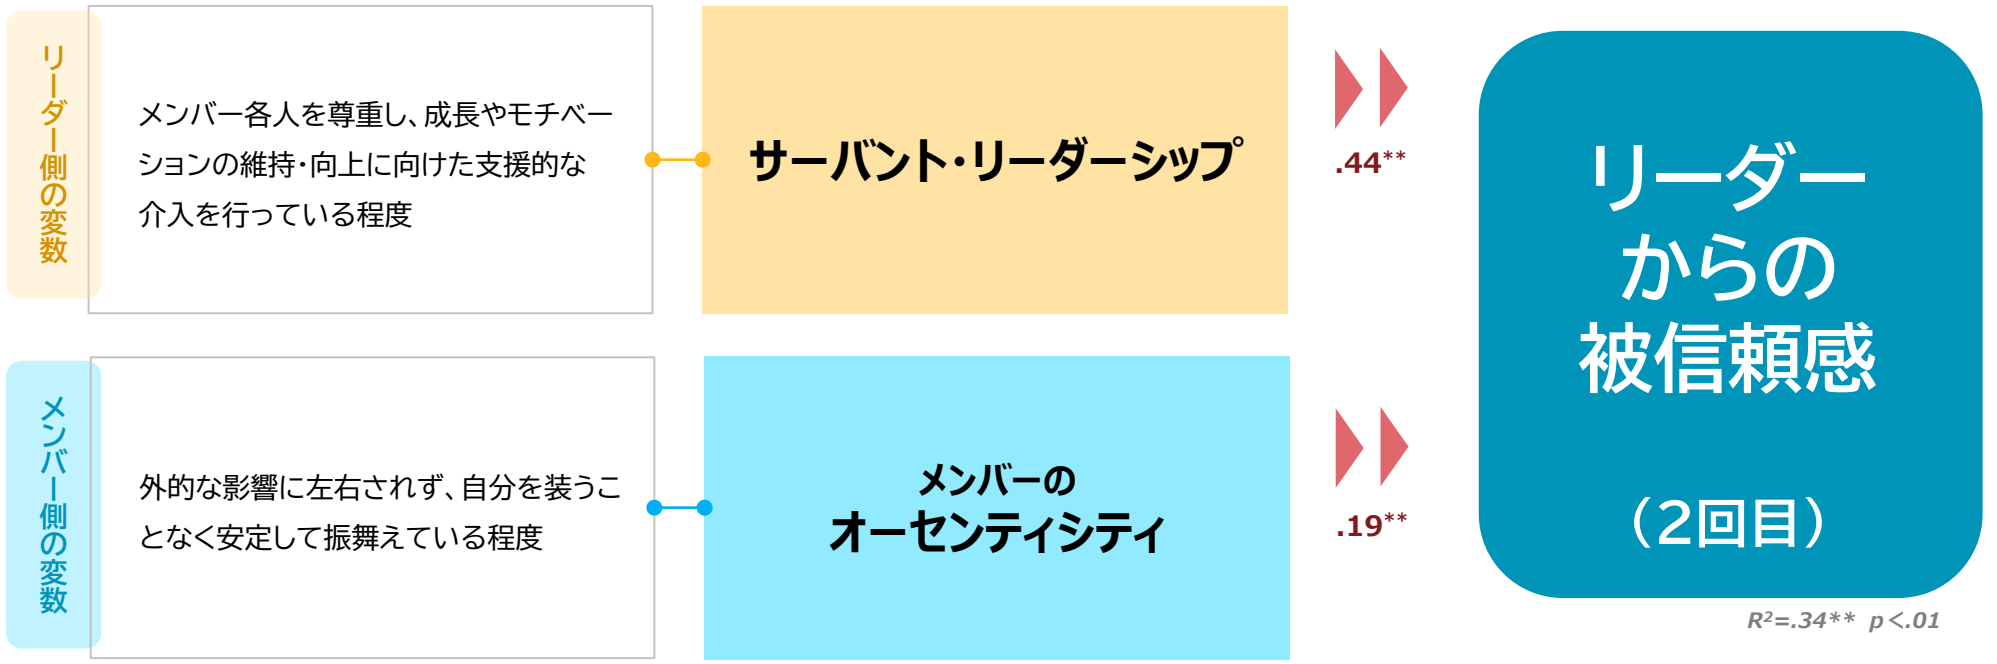 リーダー側の変数
メンバー各人を尊重し、成長やモチベー
ションの維持・向上に向けた支援的な
介入を行っている程度
サーバント・リーダーシップ
.44**
メンバー側の変数
外的な影響に左右されず、自分を装うこ
となく安定して振舞えている程度
メンバーの
オーセンティシティ
.19**
リーダー
からの
被信頼感
（2回目）
R²=.34** p＜.01